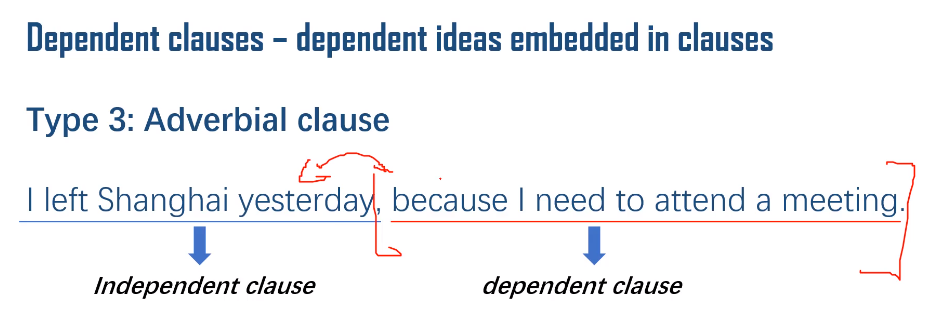 Dependent clauses – dependent ideas embedded in clauses
Type 3: Adverbial clause
I left Shanghai yesterday, because I need to attend a meeting.
Independent clause dependent clause